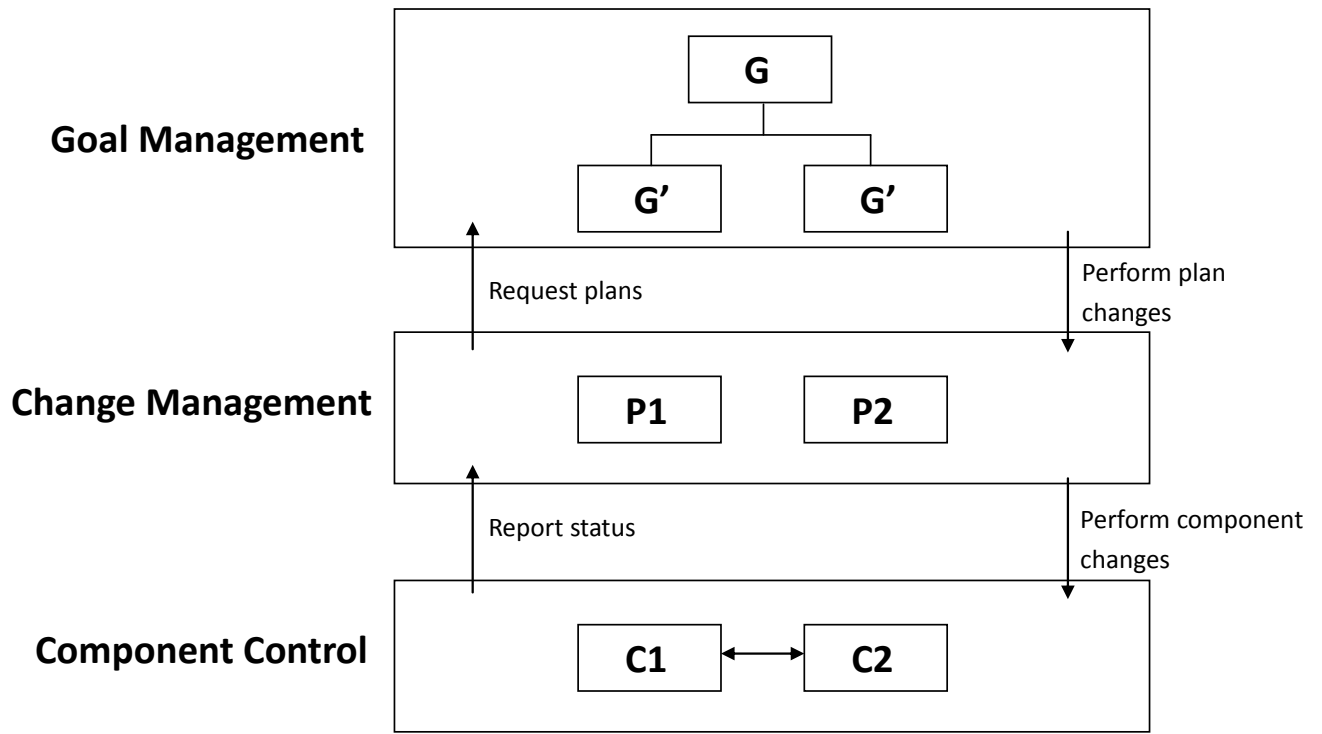 G
Goal Management
G’
G’
Request plans
Perform plan
changes
Change Management
P1
P2
Report status
Perform component
changes
Component Control
C1
C2